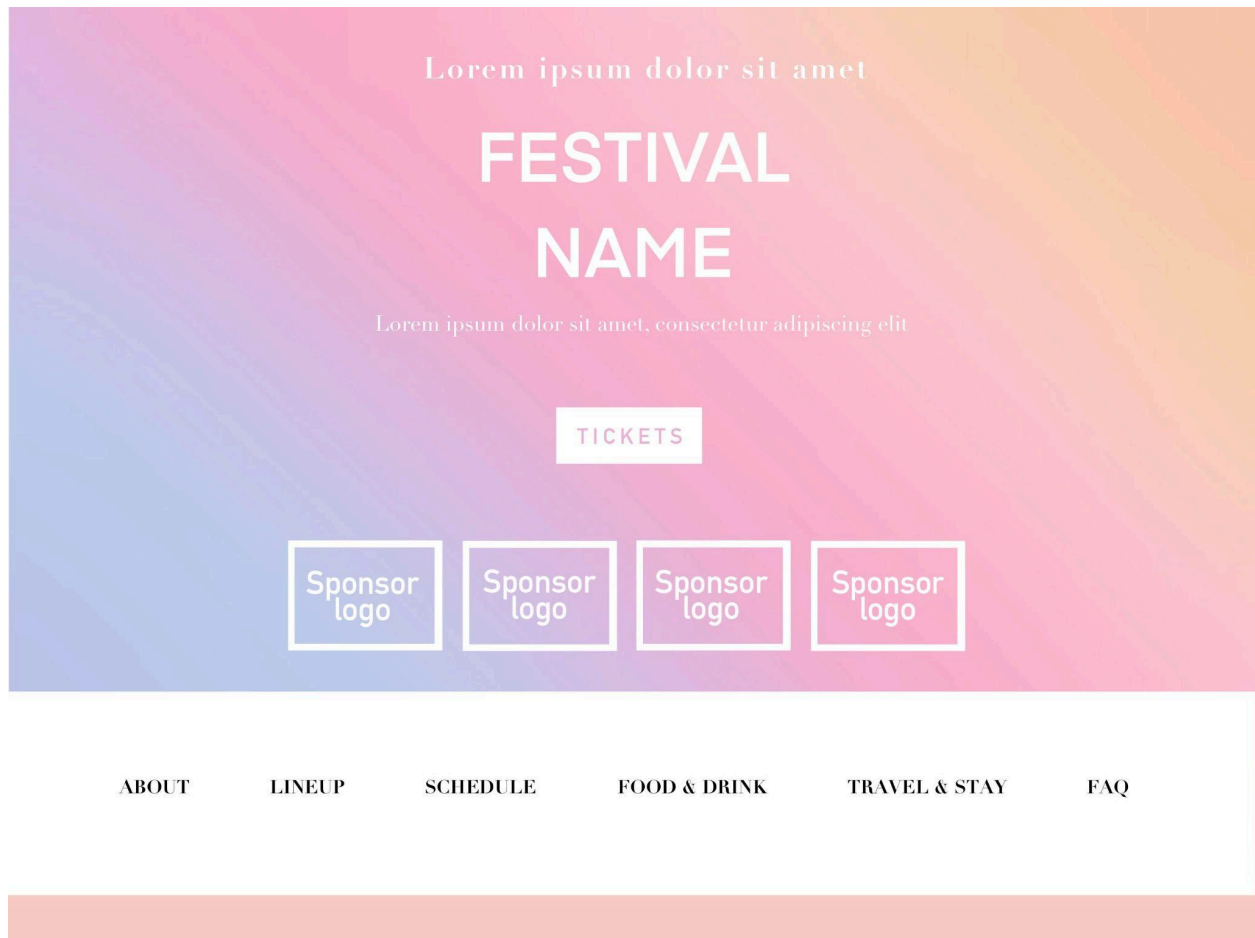 Lorem ipsum dolor sit amet
FESTIVAL
NAME
Lorem ipsum dolor sit amet, consectetur adipiscing elit
TICKETS
Sponsor
logo
Sponsor
logo
Sponsor
logo
Sponsor
logo
ABOUT LINEUP SCHEDULE FOOD & DRINK TRAVEL & STAY FAQ